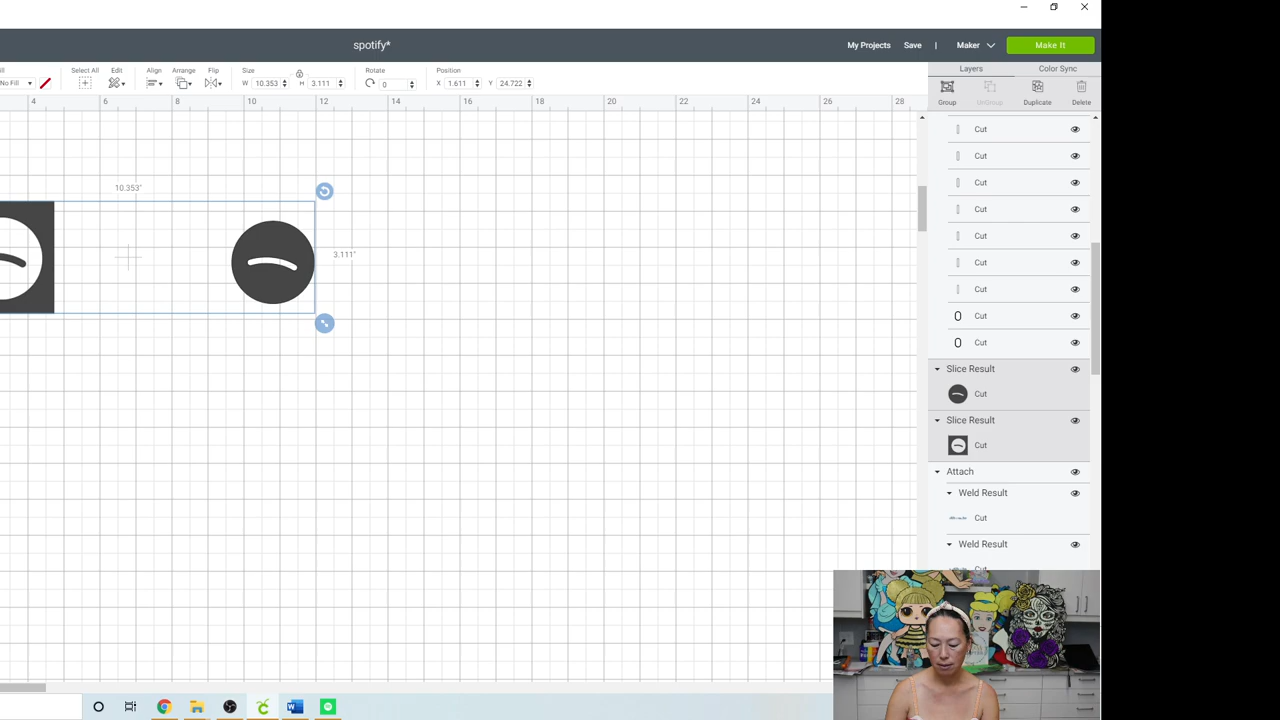 spotify*
My Projects Save | Maker Make It
ill Select All Edit Align Arrange Flip Size Rotate Position
No Fill W 10.353 H 3.111 0 X 1.611 Y 24.722
Layers Color Sync
Group UnGroup Duplicate Delete
4 6 8 10 12 14 16 18 20 22 24 26 28
Cut
Cut
Cut
Cut
Cut
Cut
Cut
Cut
Cut
10.353"
3.111"
Slice Result
Cut
Slice Result
Cut
Attach
Weld Result
Cut
Weld Result
Cut